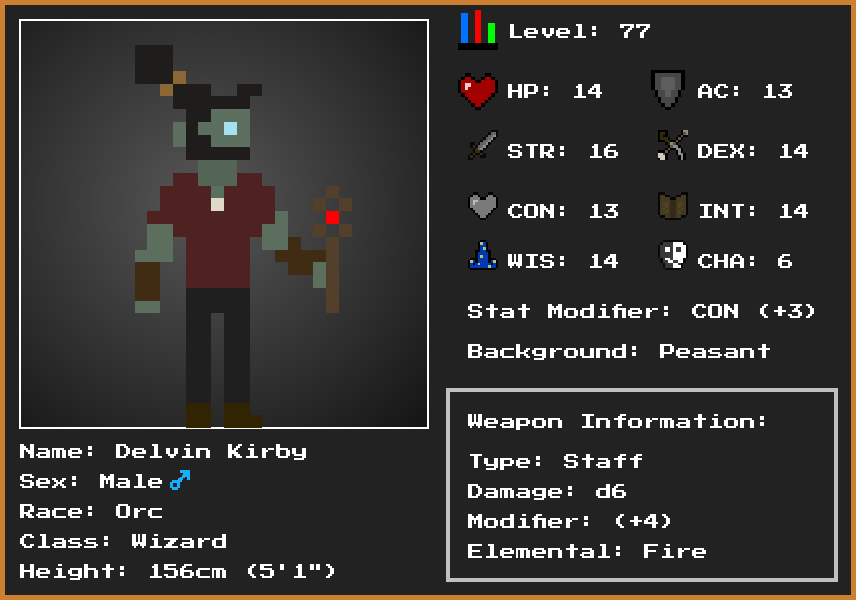 Level: 77
HP: 14
AC: 13
STR: 16
DEX: 14
CON: 13
INT: 14
WIS: 14
CHA: 6
Stat Modifier: CON (+3)
Background: Peasant
Weapon Information:
Type: Staff
Damage: d6
Modifier: (+4)
Elemental: Fire
Name: Delvin Kirby
Sex: Male ♂
Race: Orc
Class: Wizard
Height: 156cm (5'1")